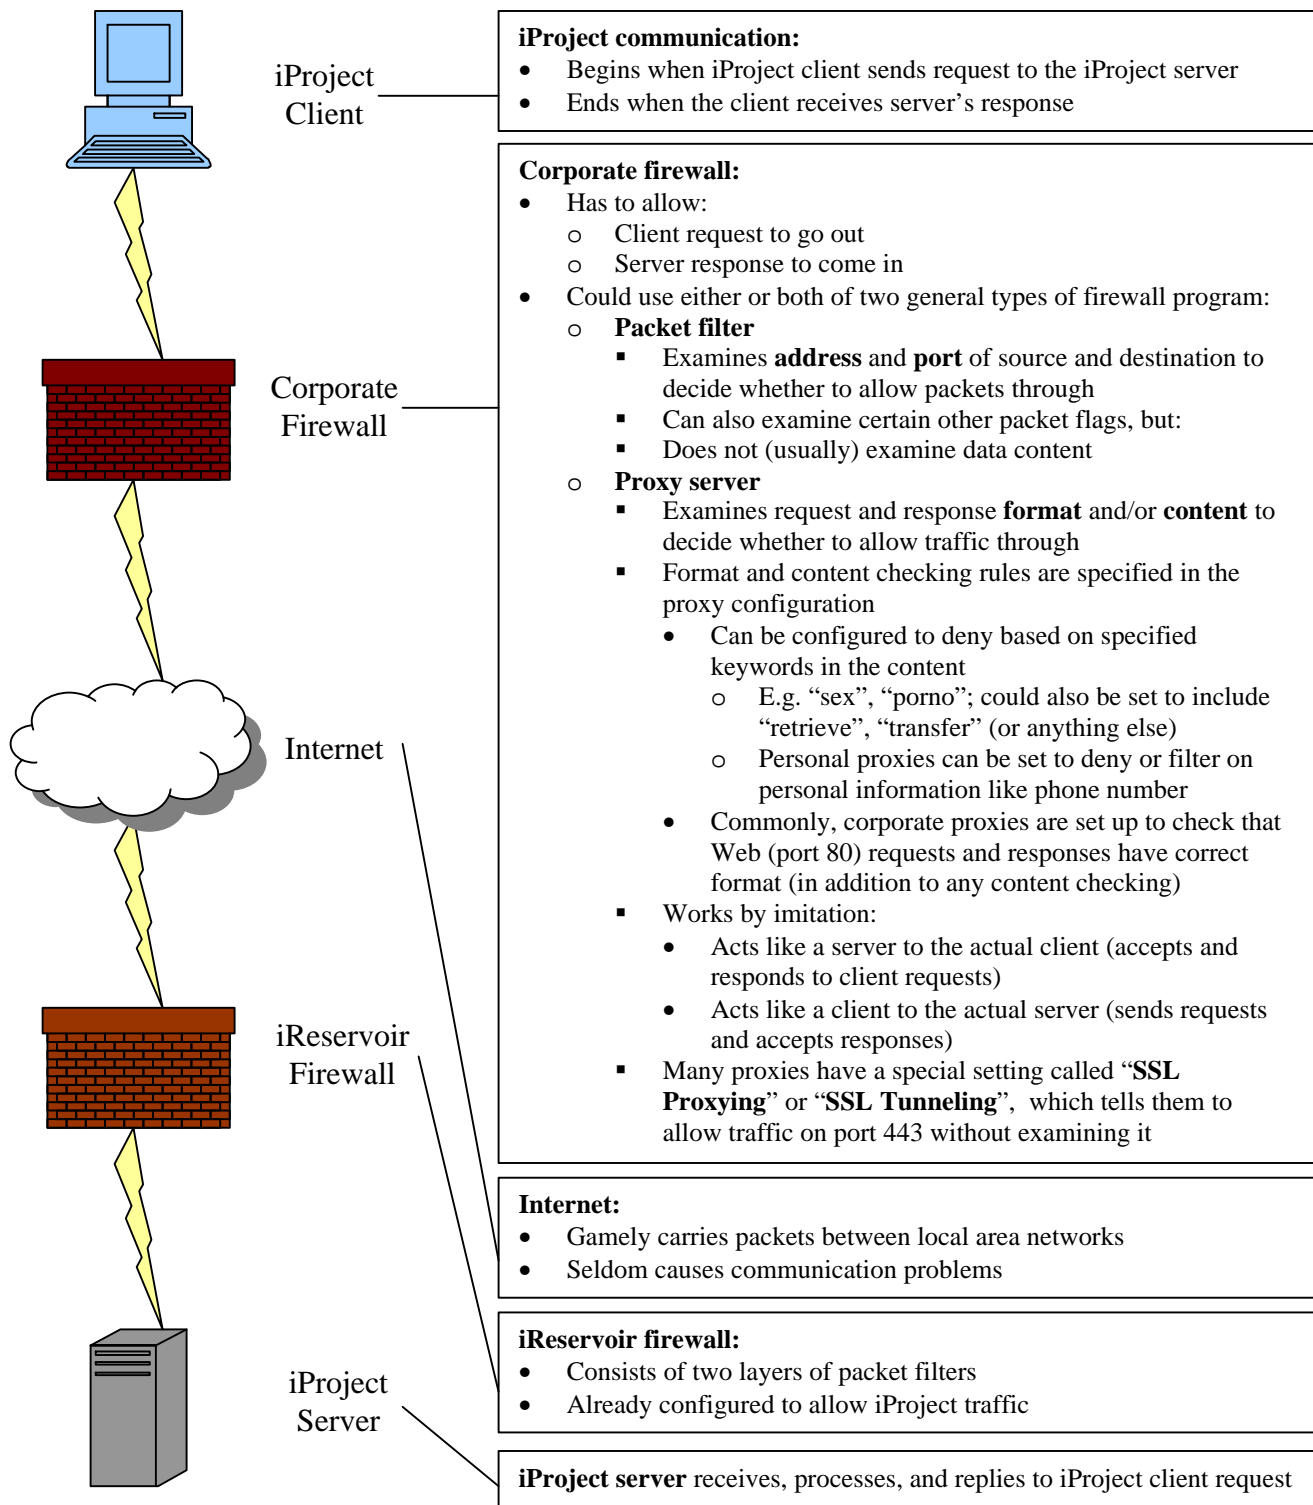 iProject
Client
iProject communication:
• Begins when iProject client sends request to the iProject server
• Ends when the client receives server’s response
Corporate
Firewall
Corporate firewall:
• Has to allow:
o Client request to go out
o Server response to come in
• Could use either or both of two general types of firewall program:
o Packet filter
▪ Examines address and port of source and destination to
decide whether to allow packets through
▪ Can also examine certain other packet flags, but:
▪ Does not (usually) examine data content
o Proxy server
▪ Examines request and response format and/or content to
decide whether to allow traffic through
▪ Format and content checking rules are specified in the
proxy configuration
• Can be configured to deny based on specified
keywords in the content
o E.g. “sex”, “porno”; could also be set to include
“retrieve”, “transfer” (or anything else)
o Personal proxies can be set to deny or filter on
personal information like phone number
• Commonly, corporate proxies are set up to check that
Web (port 80) requests and responses have correct
format (in addition to any content checking)
▪ Works by imitation:
• Acts like a server to the actual client (accepts and
responds to client requests)
• Acts like a client to the actual server (sends requests
and accepts responses)
▪ Many proxies have a special setting called “SSL
Proxying” or “SSL Tunneling”, which tells them to
allow traffic on port 443 without examining it
Internet
Internet:
• Gamely carries packets between local area networks
• Seldom causes communication problems
iReservoir
Firewall
iReservoir firewall:
• Consists of two layers of packet filters
• Already configured to allow iProject traffic
iProject
Server
iProject server receives, processes, and replies to iProject client request